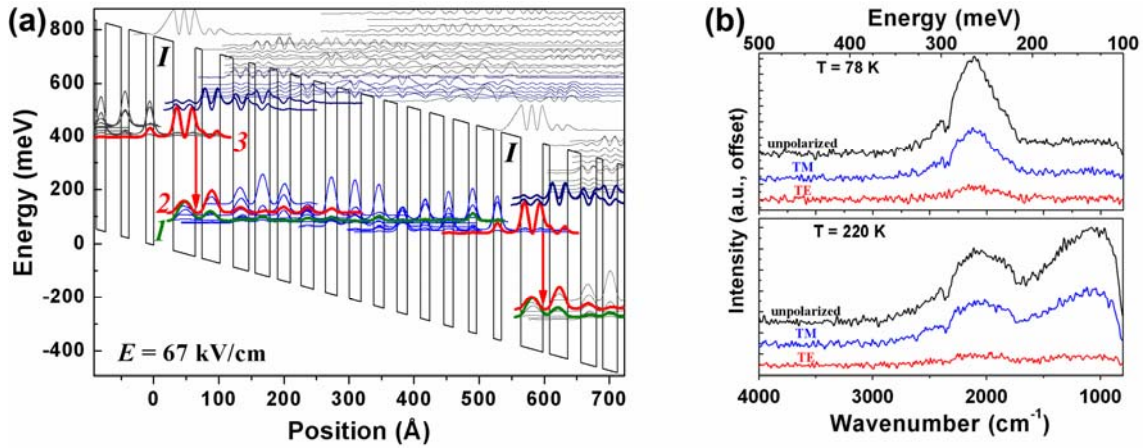 (a)
800
600
400
200
0
-200
-400
Energy (meV)
I
3
2
1
I
E = 67 kV/cm
0 100 200 300 400 500 600 700
Position (Å)
(b)
Energy (meV)
500 400 300 200 100
T = 78 K
unpolarized
TM
TE
T = 220 K
unpolarized
TM
TE
Intensity (a.u., offset)
4000 3000 2000 1000
Wavenumber (cm-1)